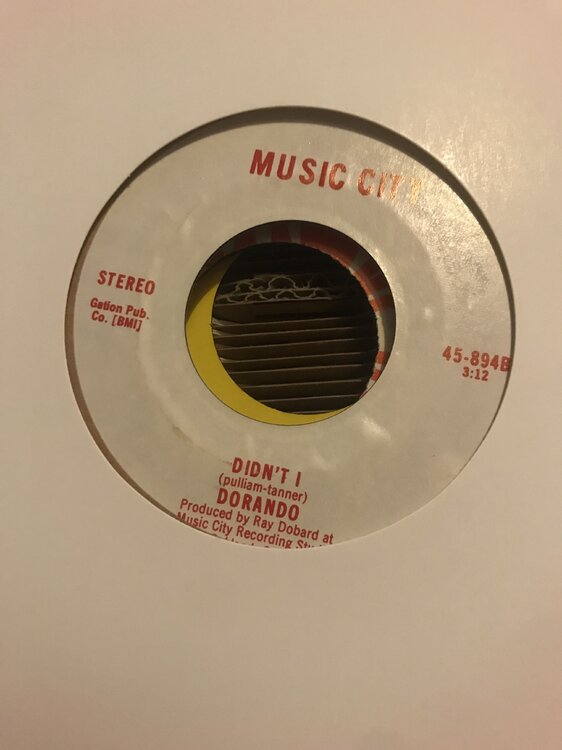 MUSIC CITY
STEREO
Gation Pub.
Co. [BMI]
45-894B
3:12
DIDN'T I
(pulliam-tanner)
DORANDO
Produced by Ray Dobard at
Music City Recording